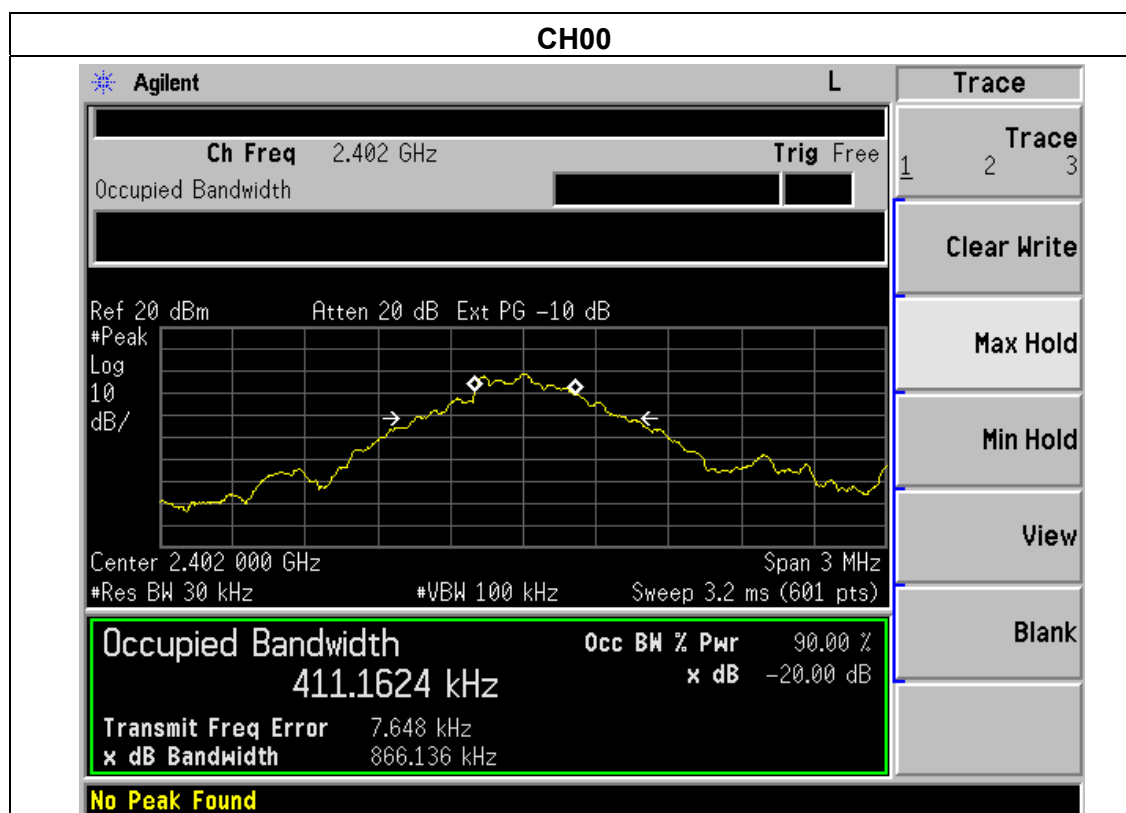 CH00
Agilent L Trace
Ch Freq 2.402 GHz Trig Free
Occupied Bandwidth
Trace
1 2 3
Clear Write
Ref 20 dBm Atten 20 dB Ext PG -10 dB
#Peak
Log
10
dB/
Max Hold
Min Hold
View
Center 2.402 000 GHz Span 3 MHz
#Res BW 30 kHz #VBW 100 kHz Sweep 3.2 ms (601 pts)
Occupied Bandwidth Occ BW % Pwr 90.00 %
411.1624 kHz x dB -20.00 dB
Blank
Transmit Freq Error 7.648 kHz
x dB Bandwidth 866.136 kHz
No Peak Found